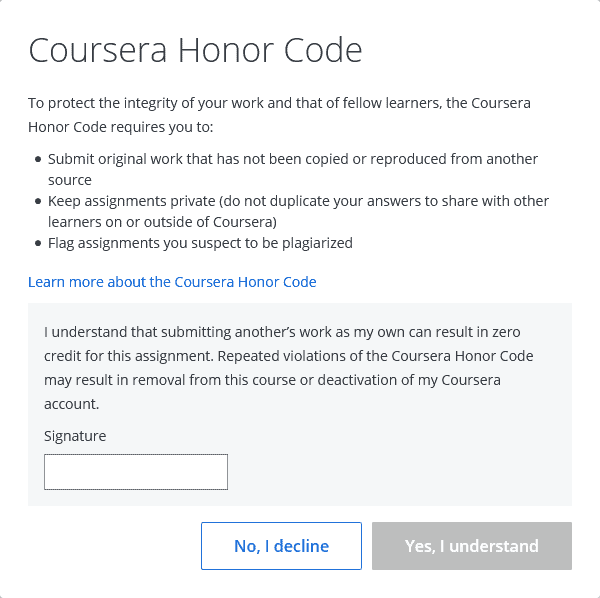 Coursera Honor Code
To protect the integrity of your work and that of fellow learners, the Coursera
Honor Code requires you to:
• Submit original work that has not been copied or reproduced from another
source
• Keep assignments private (do not duplicate your answers to share with other
learners on or outside of Coursera)
• Flag assignments you suspect to be plagiarized
Learn more about the Coursera Honor Code
I understand that submitting another’s work as my own can result in zero
credit for this assignment. Repeated violations of the Coursera Honor Code
may result in removal from this course or deactivation of my Coursera
account.
Signature
No, I decline
Yes, I understand